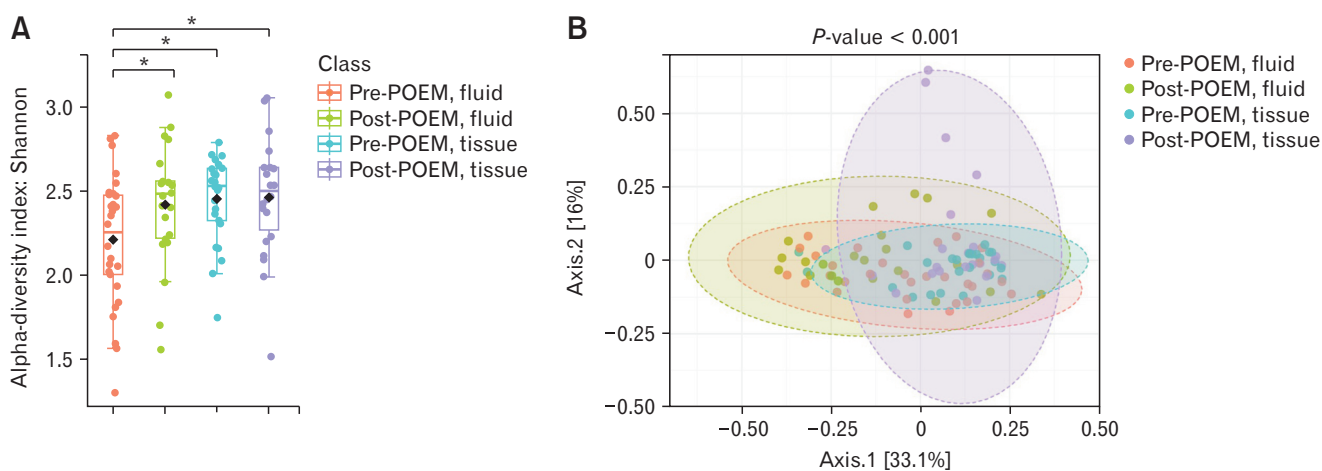 A
*
*
*
Alpha-diversity index: Shannon
3.0
2.5
2.0
1.5
Class
Pre-POEM, fluid
Post-POEM, fluid
Pre-POEM, tissue
Post-POEM, tissue
B
P-value < 0.001
Axis.2 [16%]
0.50
0.25
0
−0.25
−0.50
−0.50
−0.25
0
0.25
0.50
Axis.1 [33.1%]
Pre-POEM, fluid
Post-POEM, fluid
Pre-POEM, tissue
Post-POEM, tissue